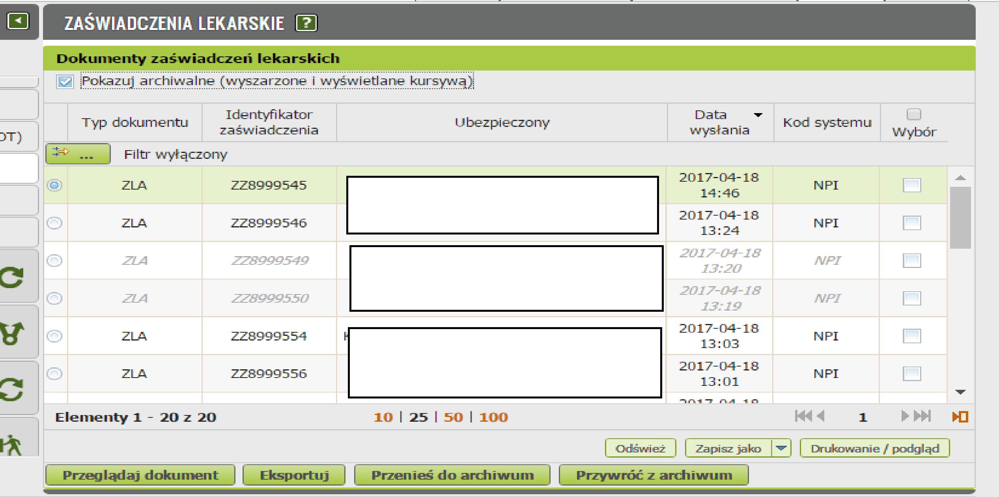 ZAŚWIADCZENIA LEKARSKIE ?
Dokumenty zaświadczeń lekarskich
Pokazuj archiwalne (wyszarzone i wyświetlane kursywą)
Typ dokumentu
Identyfikator
zaświadczenia
Ubezpieczony
Data
wysłania
Kod systemu
Wybór
OT)
... Filtr wyłączony
ZLA ZZ8999545 2017-04-18 14:46 NPI
ZLA ZZ8999546 2017-04-18 13:24 NPI
ZLA ZZ8999549 2017-04-18 13:20 NPI
ZLA ZZ8999550 2017-04-18 13:19 NPI
ZLA ZZ8999554 2017-04-18 13:03 NPI
ZLA ZZ8999556 2017-04-18 13:01 NPI
2017-04-18
Elementy 1 - 20 z 20 10 | 25 | 50 | 100 1
Odśwież Zapisz jako Drukowanie / podgląd
Przeglądaj dokument Eksportuj Przenieś do archiwum Przywróć z archiwum